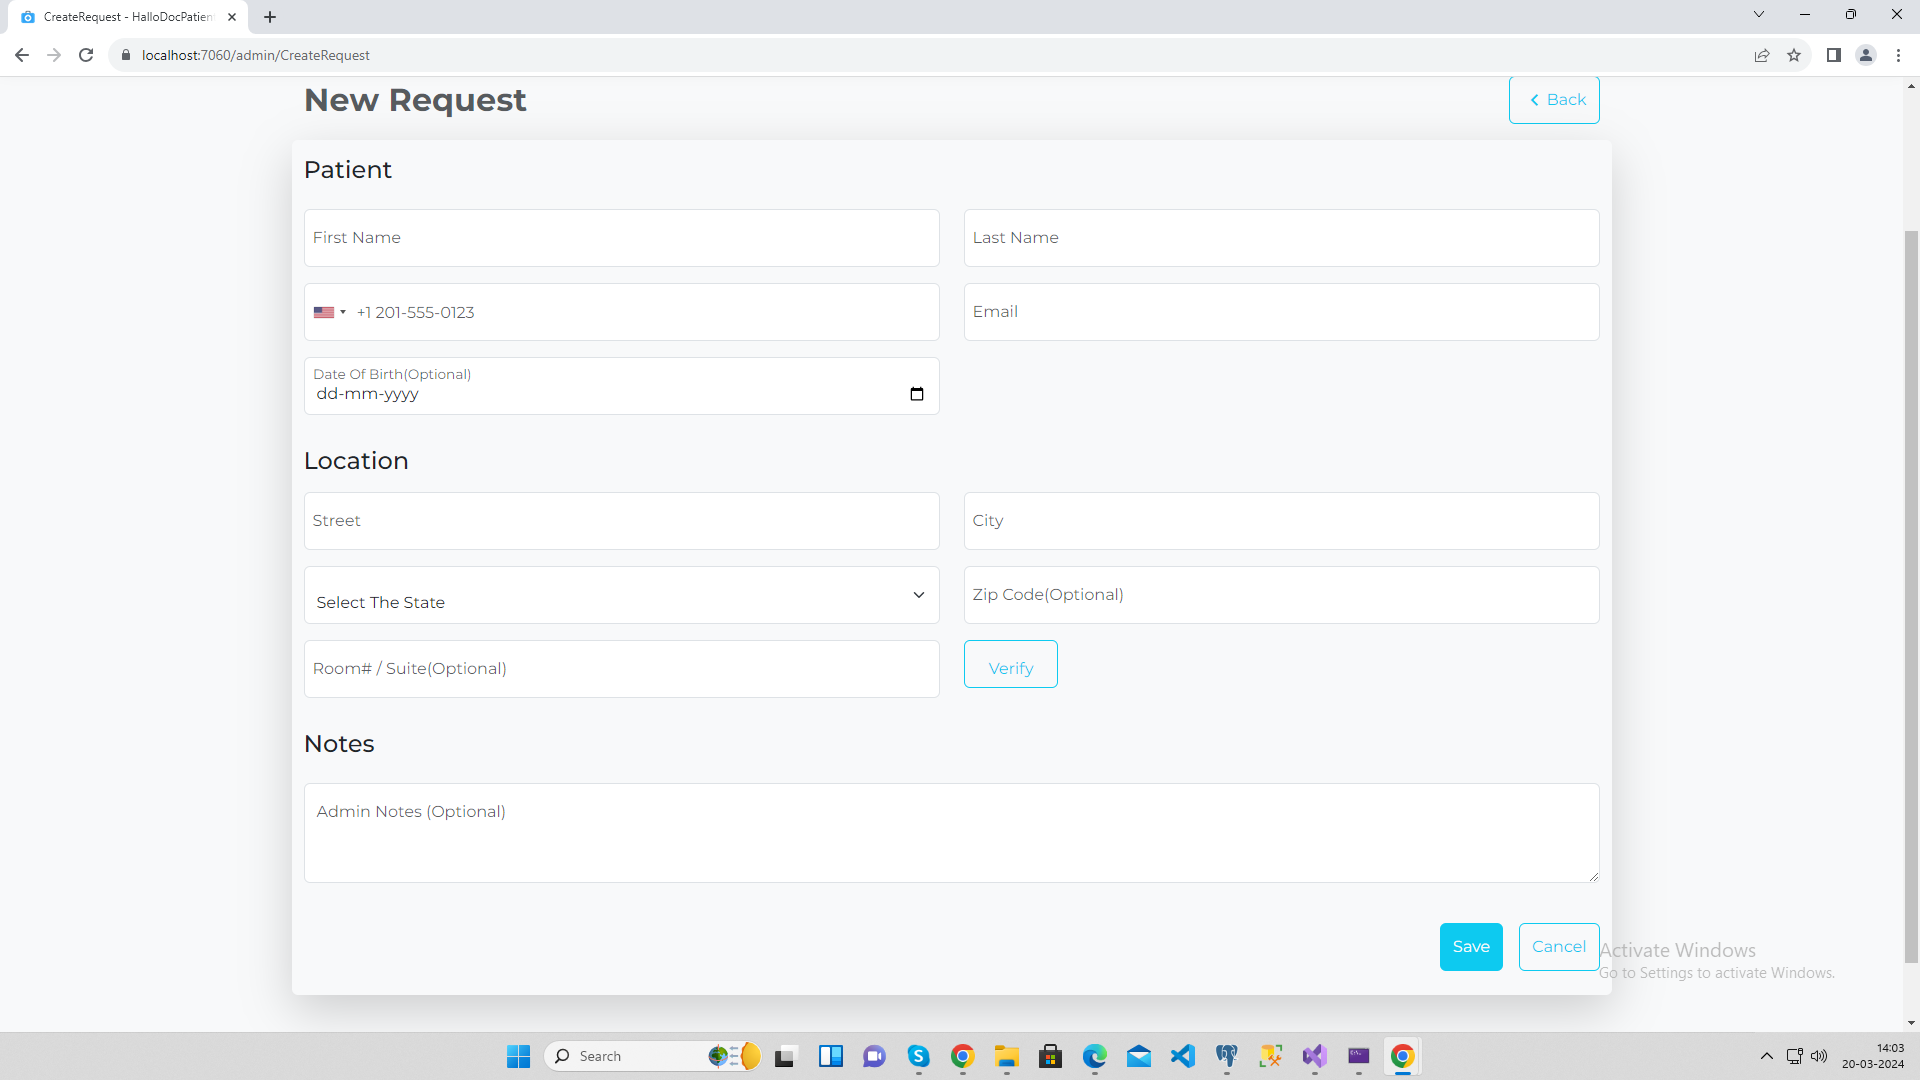 CreateRequest - HalloDocPatien
localhost:7060/admin/CreateRequest
New Request
Back
Patient
First Name
Last Name
+1 201-555-0123
Email
Date Of Birth(Optional)
dd-mm-yyyy
Location
Street
City
Select The State
Zip Code(Optional)
Room# / Suite(Optional)
Verify
Notes
Admin Notes (Optional)
Save
Cancel
Activate Windows
Go to Settings to activate Windows.
Search
14:03
20-03-2024